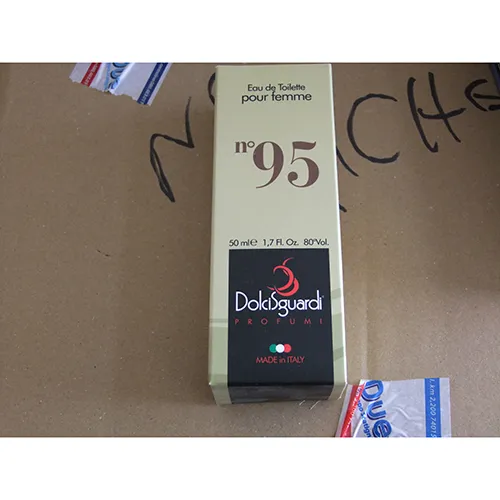 Eau de Toilette
pour femme
n° 95
50 ml℮ 1,7 Fl. Oz. 80°Vol.
DolciSguardi
PROFUMI
MADE in ITALY
Due